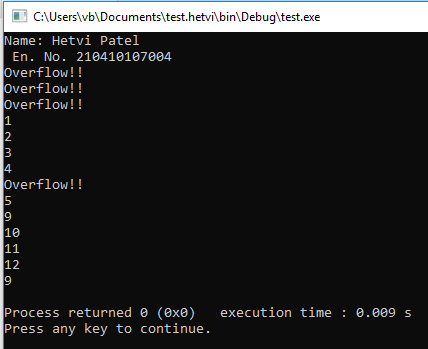 C:\Users\vb\Documents\test.hetvi\bin\Debug\test.exe
Name: Hetvi Patel
 En. No. 210410107004
Overflow!!
Overflow!!
Overflow!!
1
2
3
4
Overflow!!
5
9
10
11
12
9
Process returned 0 (0x0)   execution time : 0.009 s
Press any key to continue.